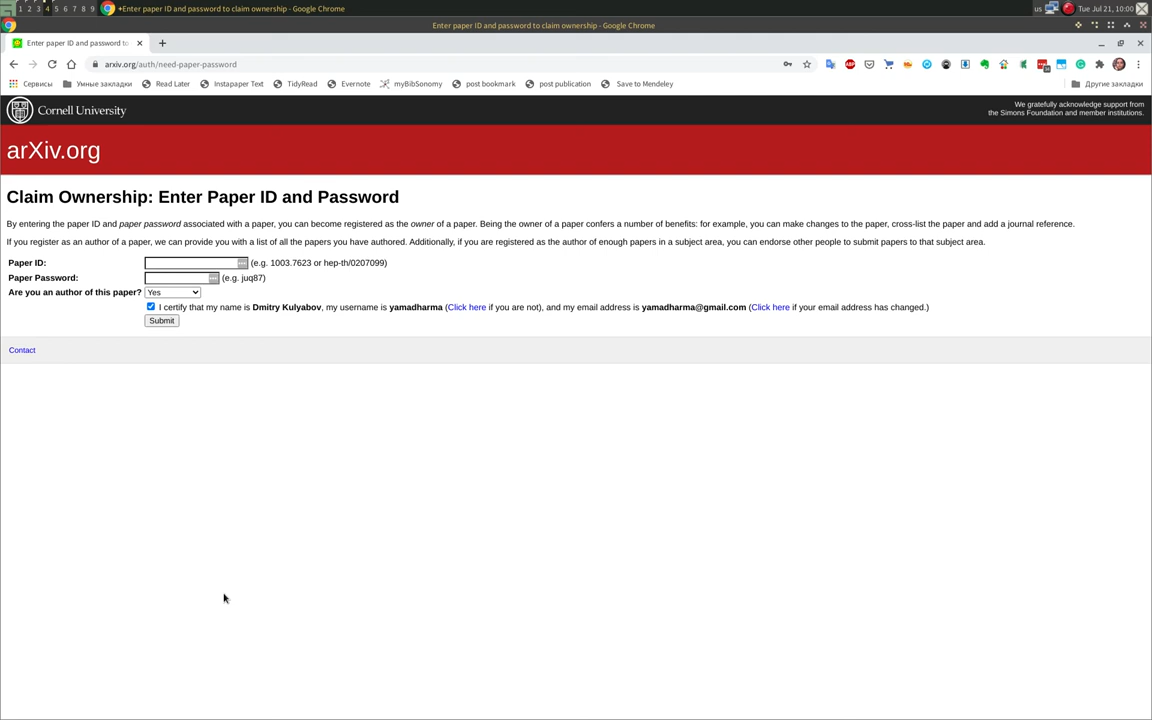 1 2 3 4 5 6 7 8 9 +Enter paper ID and password to claim ownership - Google Chrome us Tue Jul 21, 10:00
Enter paper ID and password to claim ownership - Google Chrome
Enter paper ID and password to
arxiv.org/auth/need-paper-password
Сервисы Умные закладки Read Later Instapaper Text TidyRead Evernote myBibSonomy post bookmark post publication Save to Mendeley Другие закладки
Cornell University
We gratefully acknowledge support from
the Simons Foundation and member institutions.
arXiv.org
Claim Ownership: Enter Paper ID and Password
By entering the paper ID and paper password associated with a paper, you can become registered as the owner of a paper. Being the owner of a paper confers a number of benefits: for example, you can make changes to the paper, cross-list the paper and add a journal reference.
If you register as an author of a paper, we can provide you with a list of all the papers you have authored. Additionally, if you are registered as the author of enough papers in a subject area, you can endorse other people to submit papers to that subject area.
Paper ID: (e.g. 1003.7623 or hep-th/0207099)
Paper Password: (e.g. juq87)
Are you an author of this paper? Yes
I certify that my name is Dmitry Kulyabov, my username is yamadharma (Click here if you are not), and my email address is yamadharma@gmail.com (Click here if your email address has changed.)
Submit
Contact